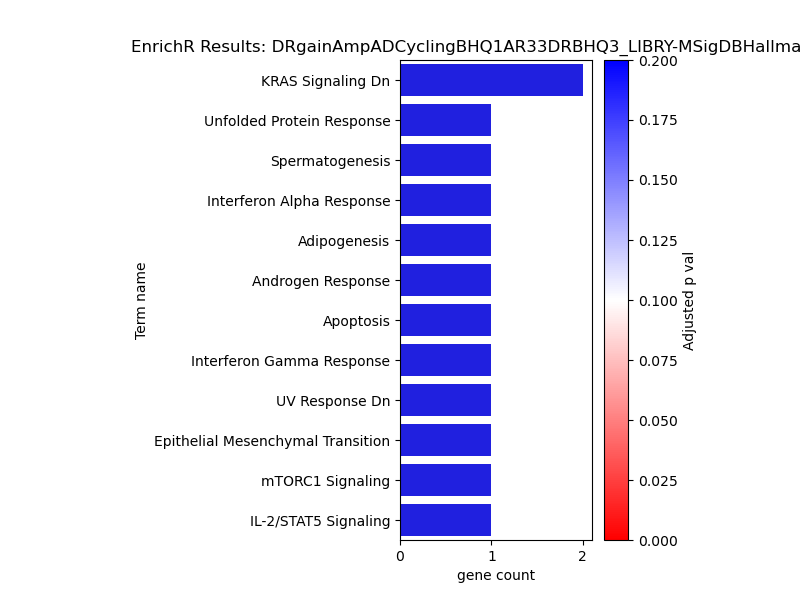 EnrichR Results: DRgainAmpADCyclingBHQ1AR33DRBHQ3_LIBRY-MSigDBHallma
KRAS Signaling Dn
Unfolded Protein Response
Spermatogenesis
Interferon Alpha Response
Adipogenesis
Androgen Response
Apoptosis
Interferon Gamma Response
UV Response Dn
Epithelial Mesenchymal Transition
mTORC1 Signaling
IL-2/STAT5 Signaling
Term name
0 1 2
gene count
0.200
0.175
0.150
0.125
0.100
0.075
0.050
0.025
0.000
Adjusted p val